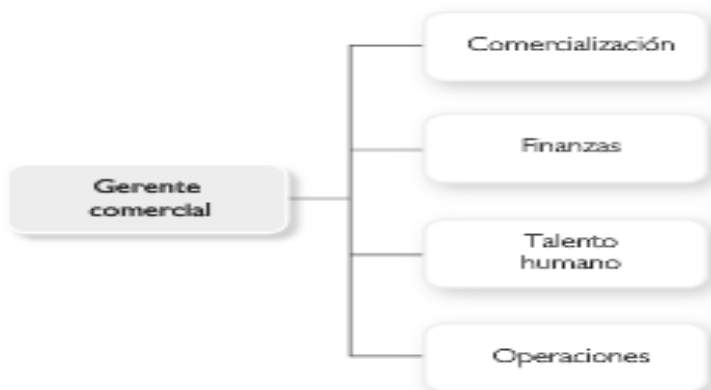 Gerente
comercial
Comercialización
Finanzas
Talento
humano
Operaciones